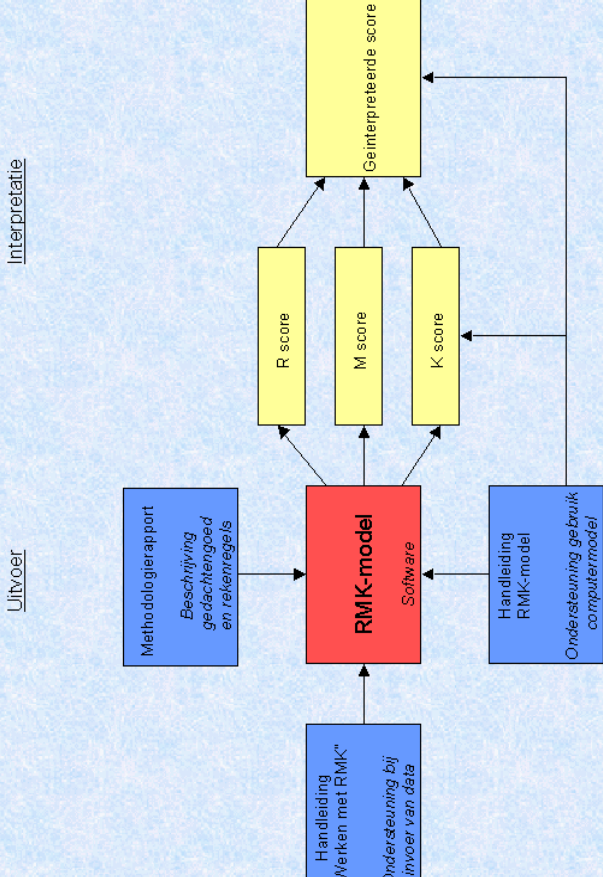 Uitvoer
Interpretatie
Methodologierapport
Beschrijving
gedachtengoed
en rekenregels
Handleiding
Werken met RMK"
Ondersteuning bij
invoer van data
RMK-model
Software
R score
M score
K score
Geinterpreteerde score
Handleiding
RMK-model
Ondersteuning gebruik
computermodel